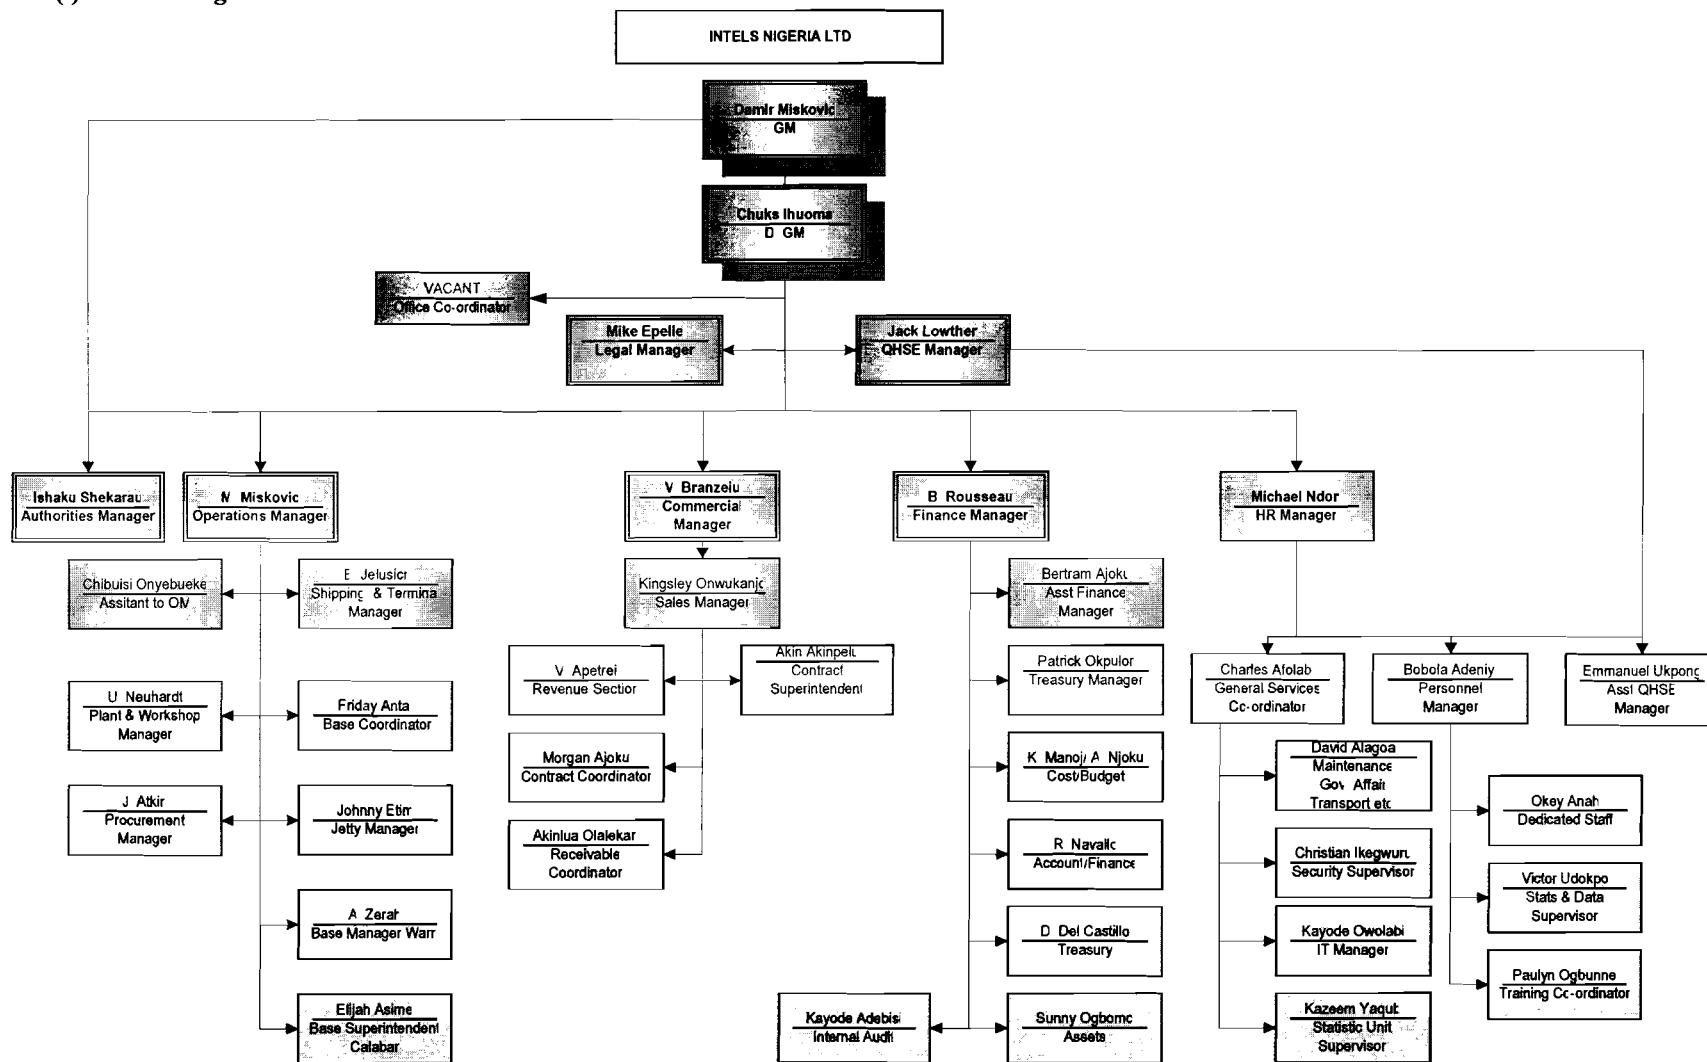 INTELS NIGERIA LTD
Damir Miskovic
GM
Chuks Ihuoma
D GM
VACANT
Office Co-ordinator
Mike Epelle
Legal Manager
Jack Lowther
QHSE Manager
Ishaku Shekarau
Authorities Manager
M Miskovic
Operations Manager
V Branzelu
Commercial
Manager
B Rousseau
Finance Manager
Michael Ndor
HR Manager
Chibuisi Onyebueke
Assitant to OM
Shipping & Termina
Manager
Kingsley Onwukanjo
Sales Manager
Bertram Ajoku
Asst Finance
Manager
V Apetrei
Revenue Section
Akin Akinpelu
Contract
Superintendent
Patrick Okpulor
Treasury Manager
Charles Afolab
General Services
Co-ordinator
Bobola Adeniy
Personnel
Manager
Emmanuel Ukpong
Asst QHSE
Manager
U Neuhardt
Plant & Workshop
Manager
Friday Anta
Base Coordinator
Morgan Ajoku
Contract Coordinator
K Manoj/ A Njoku
Cost/Budget
David Alagoa
Maintenance
Gov Affair
Transport etc
Okey Anah
Dedicated Staff
J Atkir
Procurement
Manager
Johnny Etim
Jetty Manager
Akinlua Olalekar
Receivable
Coordinator
R Navallo
Account/Finance
Christian Ikegwuru
Security Supervisor
Victor Udokpo
Stats & Data
Supervisor
A Zerah
Base Manager Warr
D Del Castillo
Treasury
Kayode Owolabi
IT Manager
Paulyn Ogbunne
Training Co-ordinator
Elijah Asime
Base Superintendent
Calabar
Kayode Adebisi
Internal Audit
Sunny Ogbomo
Assets
Kazeem Yaqub
Statistic Unit
Supervisor